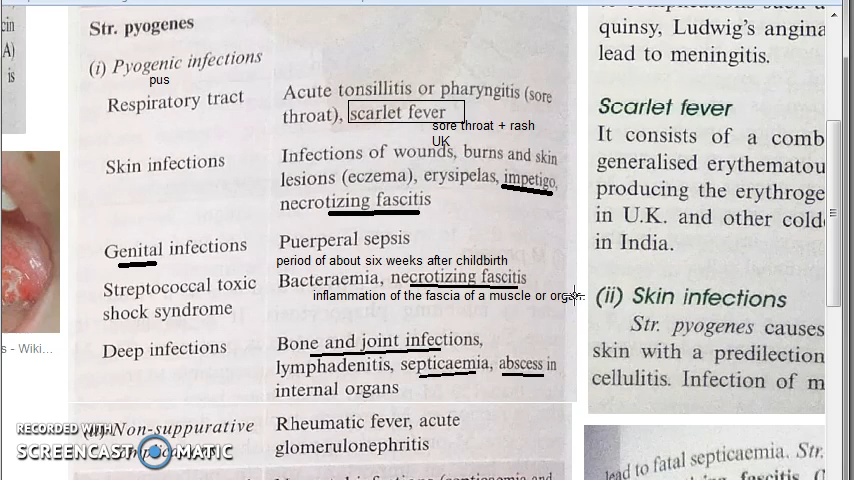 cin
A)
is
Str. pyogenes
(i) Pyogenic infections
pus
Respiratory tract
Acute tonsillitis or pharyngitis (sore
throat), scarlet fever
sore throat + rash
UK
Skin infections
Infections of wounds, burns and skin
lesions (eczema), erysipelas, impetigo,
necrotizing fascitis
Genital infections
Puerperal sepsis
period of about six weeks after childbirth
Streptococcal toxic
shock syndrome
Bacteraemia, necrotizing fascitis
inflammation of the fascia of a muscle or organ
Deep infections
Bone and joint infections,
lymphadenitis, septicaemia, abscess in
internal organs
(ii) Non-suppurative
Rheumatic fever, acute
glomerulonephritis
quinsy, Ludwig's angina
lead to meningitis.
Scarlet fever
It consists of a comb
generalised erythematou
producing the erythroge
in U.K. and other cold
in India.
(ii) Skin infections
Str. pyogenes causes
skin with a predilection
cellulitis. Infection of m
lead to fatal septicaemia. Str.
fascitis
s - Wiki...
RECORDED WITH
SCREENCAST MATIC